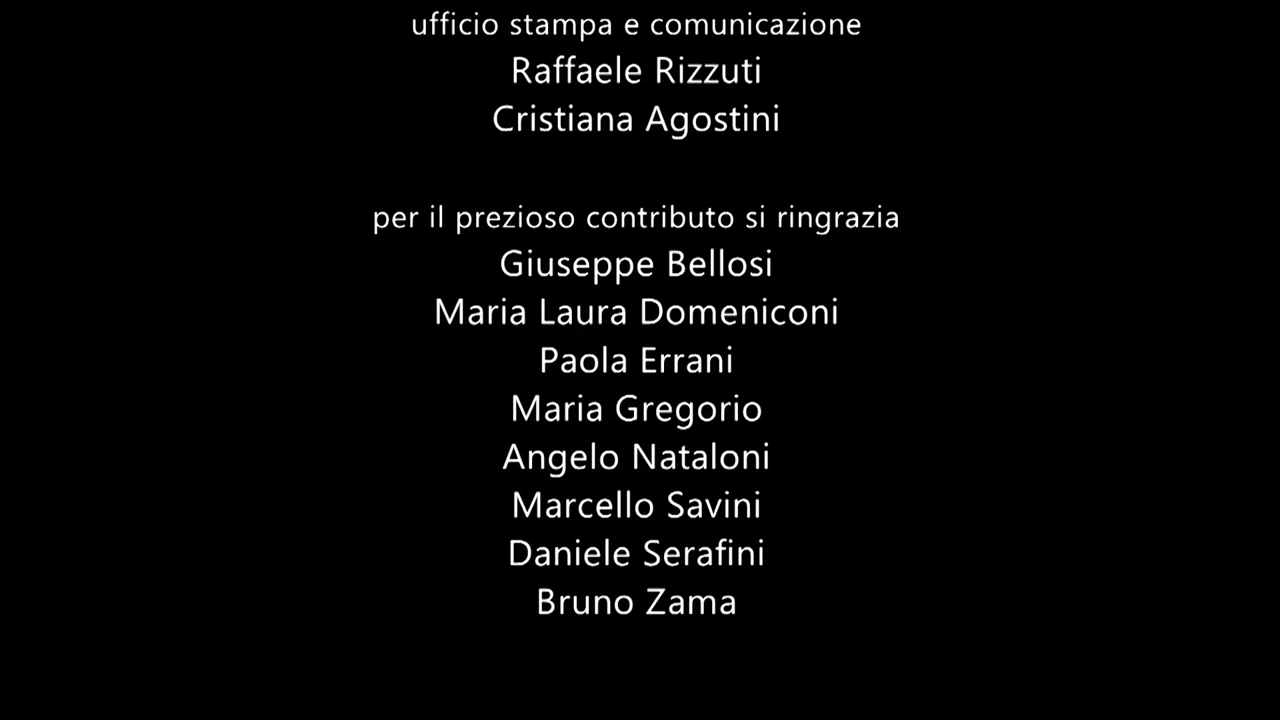 ufficio stampa e comunicazione
Raffaele Rizzuti
Cristiana Agostini
per il prezioso contributo si ringrazia
Giuseppe Bellosi
Maria Laura Domeniconi
Paola Errani
Maria Gregorio
Angelo Nataloni
Marcello Savini
Daniele Serafini
Bruno Zama